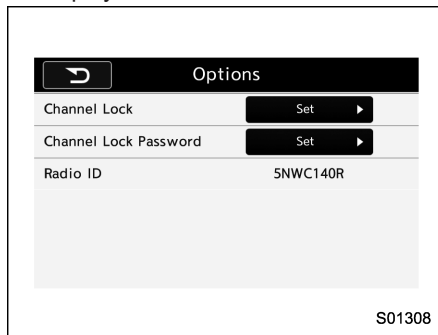 Options
Channel Lock Set
Channel Lock Password Set
Radio ID 5NWC140R
S01308